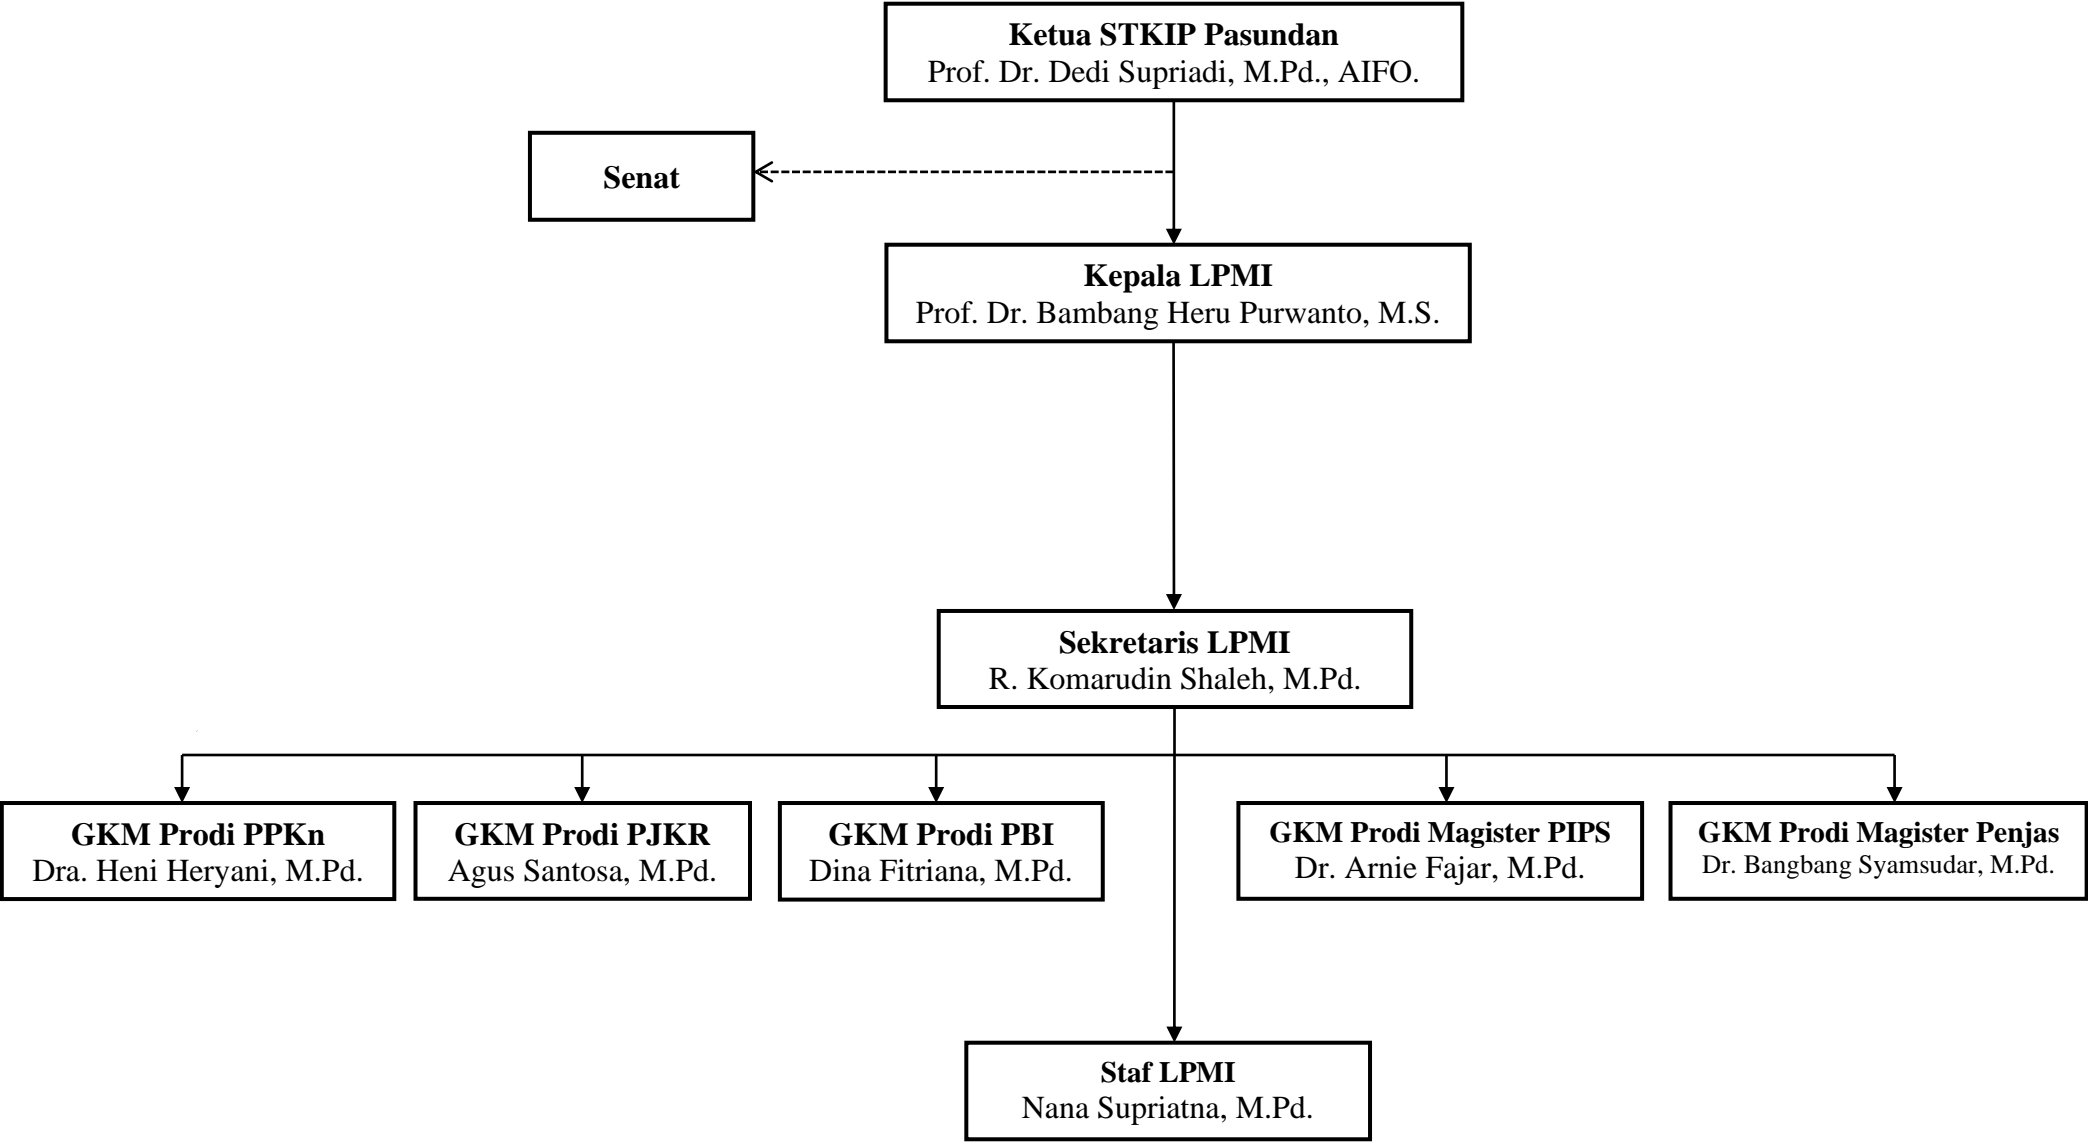 Ketua STKIP Pasundan
Prof. Dr. Dedi Supriadi, M.Pd., AIFO.
Senat
Kepala LPMI
Prof. Dr. Bambang Heru Purwanto, M.S.
Sekretaris LPMI
R. Komarudin Shaleh, M.Pd.
GKM Prodi PPKn
Dra. Heni Heryani, M.Pd.
GKM Prodi PJKR
Agus Santosa, M.Pd.
GKM Prodi PBI
Dina Fitriana, M.Pd.
GKM Prodi Magister PIPS
Dr. Arnie Fajar, M.Pd.
GKM Prodi Magister Penjas
Dr. Bangbang Syamsudar, M.Pd.
Staf LPMI
Nana Supriatna, M.Pd.